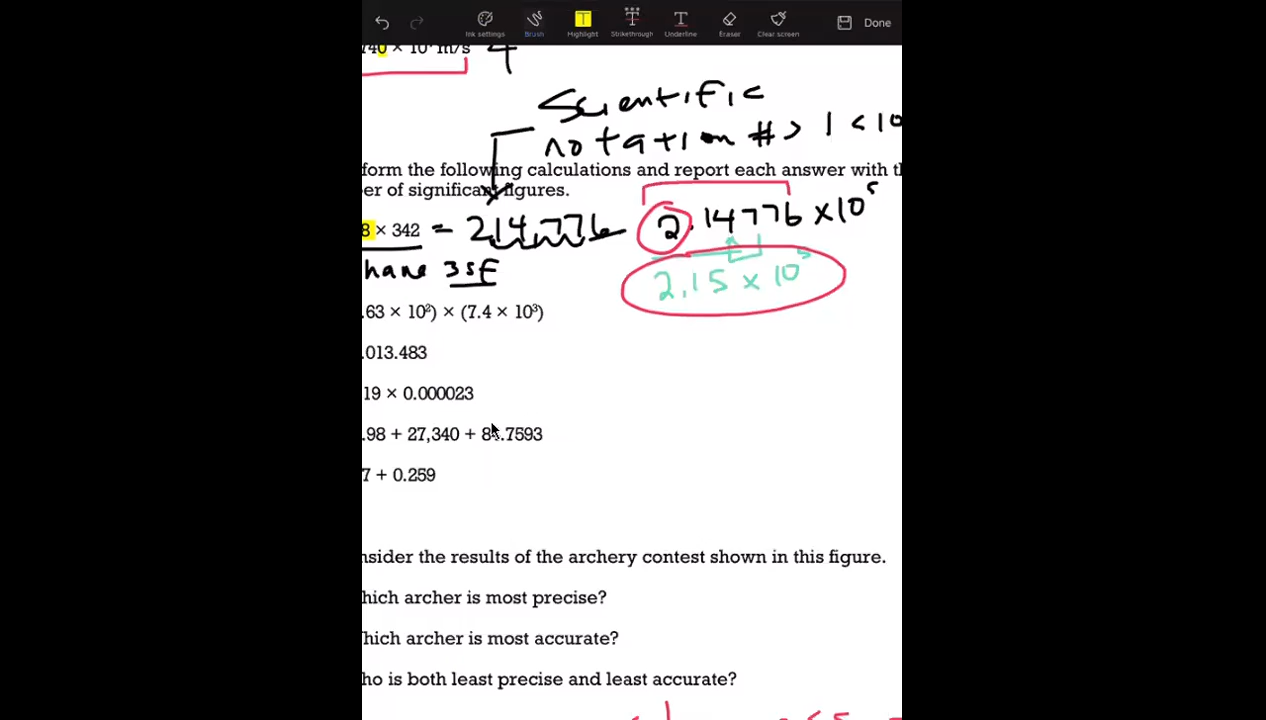 Ink settings Brush Highlight Strikethrough Underline Eraser Clear screen Done
Scientific
notation # > 1 < 10
form the following calculations and report each answer with th
er of significant figures.
8 × 342 = 214,776 2.14776 × 10⁵
have 3 SF 2.15 × 10⁵
.63 × 10²) × (7.4 × 10³)
.013.483
19 × 0.000023
.98 + 27,340 + 8 .7593
7 + 0.259
nsider the results of the archery contest shown in this figure.
hich archer is most precise?
hich archer is most accurate?
ho is both least precise and least accurate?